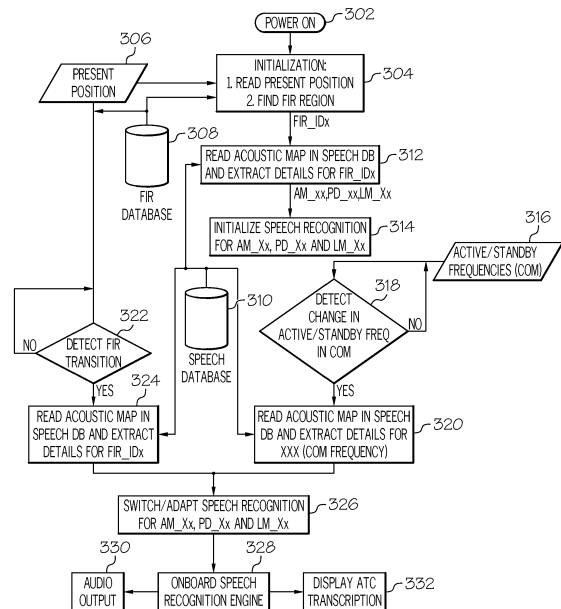 POWER ON
302
306
PRESENT
POSITION
INITIALIZATION:
1. READ PRESENT POSITION
2. FIND FIR REGION
304
308
FIR
DATABASE
FIR_IDx
READ ACOUSTIC MAP IN SPEECH DB
AND EXTRACT DETAILS FOR FIR_IDx
312
AM_xx,PD_xx,LM_Xx
INITIALIZE SPEECH RECOGNITION
FOR AM_Xx, PD_Xx AND LM_Xx
314
316
ACTIVE/STANDBY
FREQUENCIES (COM)
318
DETECT
CHANGE IN
ACTIVE/STANDBY FREQ
IN COM
NO
YES
310
SPEECH
DATABASE
322
NO
DETECT FIR
TRANSITION
YES
324
READ ACOUSTIC MAP IN
SPEECH DB AND EXTRACT
DETAILS FOR FIR_IDx
READ ACOUSTIC MAP IN SPEECH
DB AND EXTRACT DETAILS FOR
XXX (COM FREQUENCY)
320
SWITCH/ADAPT SPEECH RECOGNITION
FOR AM_Xx, PD_Xx AND LM_Xx
326
330
AUDIO
OUTPUT
328
ONBOARD SPEECH
RECOGNITION ENGINE
DISPLAY ATC
TRANSCRIPTION
332